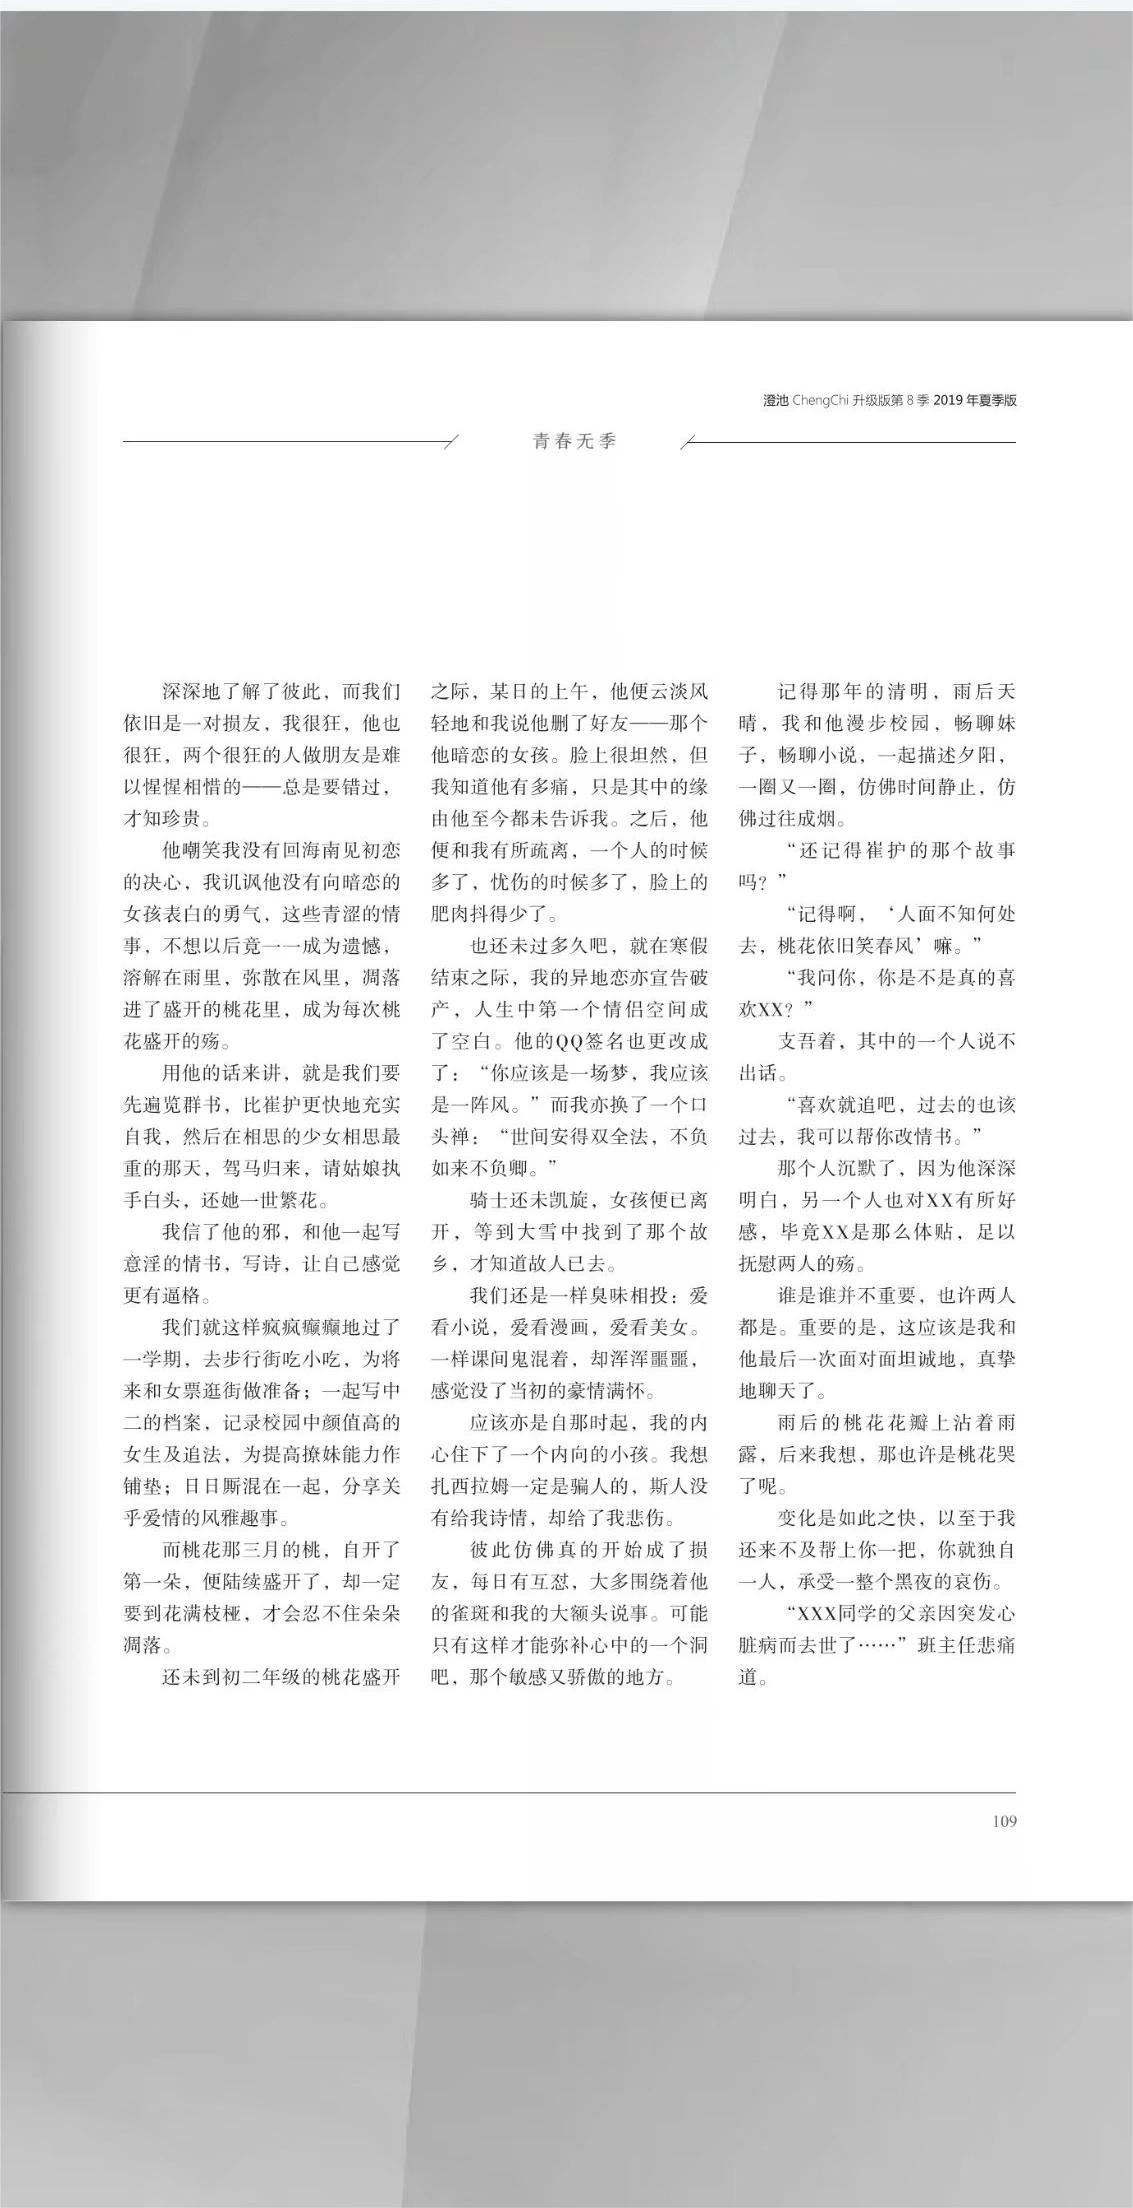 澄池 ChengChi 升级版第 8 季 2019 年夏季版
青春无季
深深地了解了彼此，而我们
依旧是一对损友，我很狂，他也
很狂，两个很狂的人做朋友是难
以惺惺相惜的——总是要错过，
才知珍贵。
他嘲笑我没有回海南见初恋
的决心，我讥讽他没有向暗恋的
女孩表白的勇气，这些青涩的情
事，不想以后竟一一成为遗憾，
溶解在雨里，弥散在风里，凋落
进了盛开的桃花里，成为每次桃
花盛开的殇。
用他的话来讲，就是我们要
先遍览群书，比崔护更快地充实
自我，然后在相思的少女相思最
重的那天，驾马归来，请姑娘执
手白头，还她一世繁花。
我信了他的邪，和他一起写
意淫的情书，写诗，让自己感觉
更有逼格。
我们就这样疯疯癫癫地过了
一学期，去步行街吃小吃，为将
来和女票逛街做准备；一起写中
二的档案，记录校园中颜值高的
女生及追法，为提高撩妹能力作
铺垫；日日厮混在一起，分享关
乎爱情的风雅趣事。
而桃花那三月的桃，自开了
第一朵，便陆续盛开了，却一定
要到花满枝桠，才会忍不住朵朵
凋落。
还未到初二年级的桃花盛开
之际，某日的上午，他便云淡风
轻地和我说他删了好友——那个
他暗恋的女孩。脸上很坦然，但
我知道他有多痛，只是其中的缘
由他至今都未告诉我。之后，他
便和我有所疏离，一个人的时候
多了，忧伤的时候多了，脸上的
肥肉抖得少了。
也还未过多久吧，就在寒假
结束之际，我的异地恋亦宣告破
产，人生中第一个情侣空间成
了空白。他的QQ签名也更改成
了：“你应该是一场梦，我应该
是一阵风。”而我亦换了一个口
头禅：“世间安得双全法，不负
如来不负卿。”
骑士还未凯旋，女孩便已离
开，等到大雪中找到了那个故
乡，才知道故人已去。
我们还是一样臭味相投：爱
看小说，爱看漫画，爱看美女。
一样课间鬼混着，却浑浑噩噩，
感觉没了当初的豪情满怀。
应该亦是自那时起，我的内
心住下了一个内向的小孩。我想
扎西拉姆一定是骗人的，斯人没
有给我诗情，却给了我悲伤。
彼此仿佛真的开始成了损
友，每日有互怼，大多围绕着他
的雀斑和我的大额头说事。可能
只有这样才能弥补心中的一个洞
吧，那个敏感又骄傲的地方。
记得那年的清明，雨后天
晴，我和他漫步校园，畅聊妹
子，畅聊小说，一起描述夕阳，
一圈又一圈，仿佛时间静止，仿
佛过往成烟。
“还记得崔护的那个故事
吗？”
“记得啊，‘人面不知何处
去，桃花依旧笑春风’嘛。”
“我问你，你是不是真的喜
欢XX？”
支吾着，其中的一个人说不
出话。
“喜欢就追吧，过去的也该
过去，我可以帮你改情书。”
那个人沉默了，因为他深深
明白，另一个人也对XX有所好
感，毕竟XX是那么体贴，足以
抚慰两人的殇。
谁是谁并不重要，也许两人
都是。重要的是，这应该是我和
他最后一次面对面坦诚地，真挚
地聊天了。
雨后的桃花花瓣上沾着雨
露，后来我想，那也许是桃花哭
了呢。
变化是如此之快，以至于我
还来不及帮上你一把，你就独自
一人，承受一整个黑夜的哀伤。
“XXX同学的父亲因突发心
脏病而去世了……”班主任悲痛
道。
109